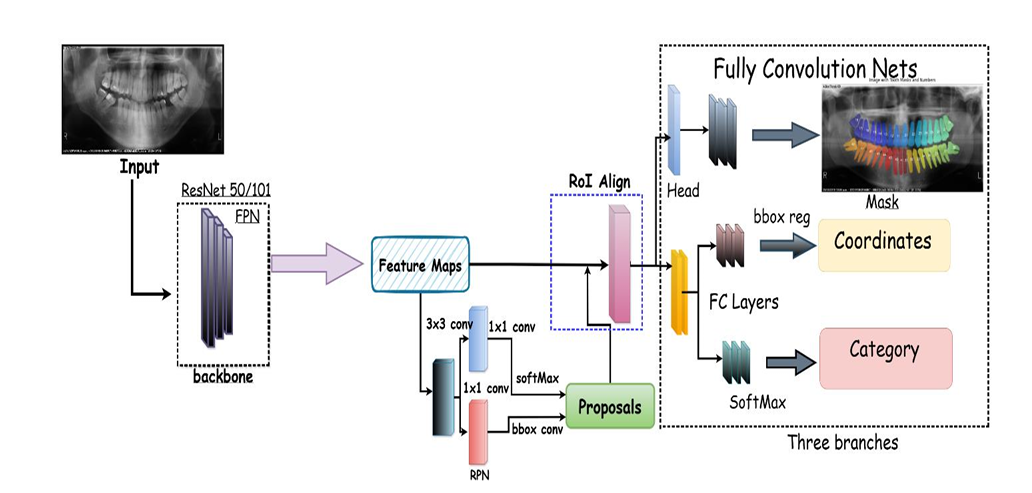 Input
ResNet 50/101
FPN
backbone
Feature Maps
3x3 conv
1x1 conv
1x1 conv
softMax
bbox conv
RPN
Proposals
RoI Align
Fully Convolution Nets
Image with Teeth Masks and Numbers
R
L
R
L
Head
Mask
bbox reg
Coordinates
FC Layers
Category
SoftMax
Three branches